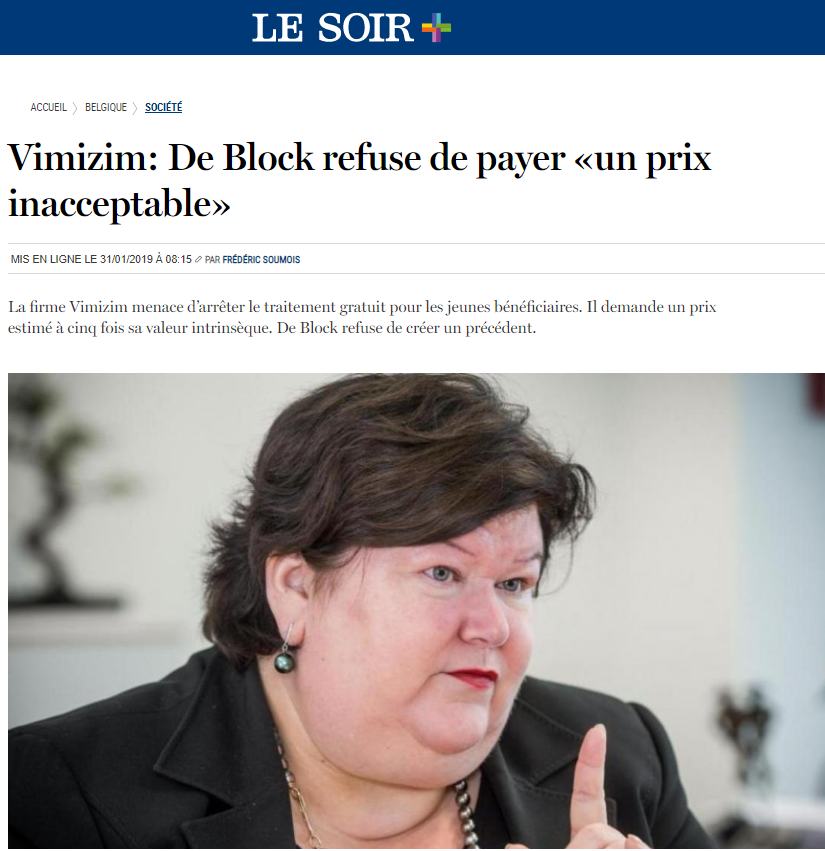 LE SOIR
ACCUEIL BELGIQUE SOCIÉTÉ
Vimizim: De Block refuse de payer «un prix
inacceptable»
MIS EN LIGNE LE 31/01/2019 À 08:15 PAR FRÉDÉRIC SOUMOIS
La firme Vimizim menace d’arrêter le traitement gratuit pour les jeunes bénéficiaires. Il demande un prix
estimé à cinq fois sa valeur intrinsèque. De Block refuse de créer un précédent.